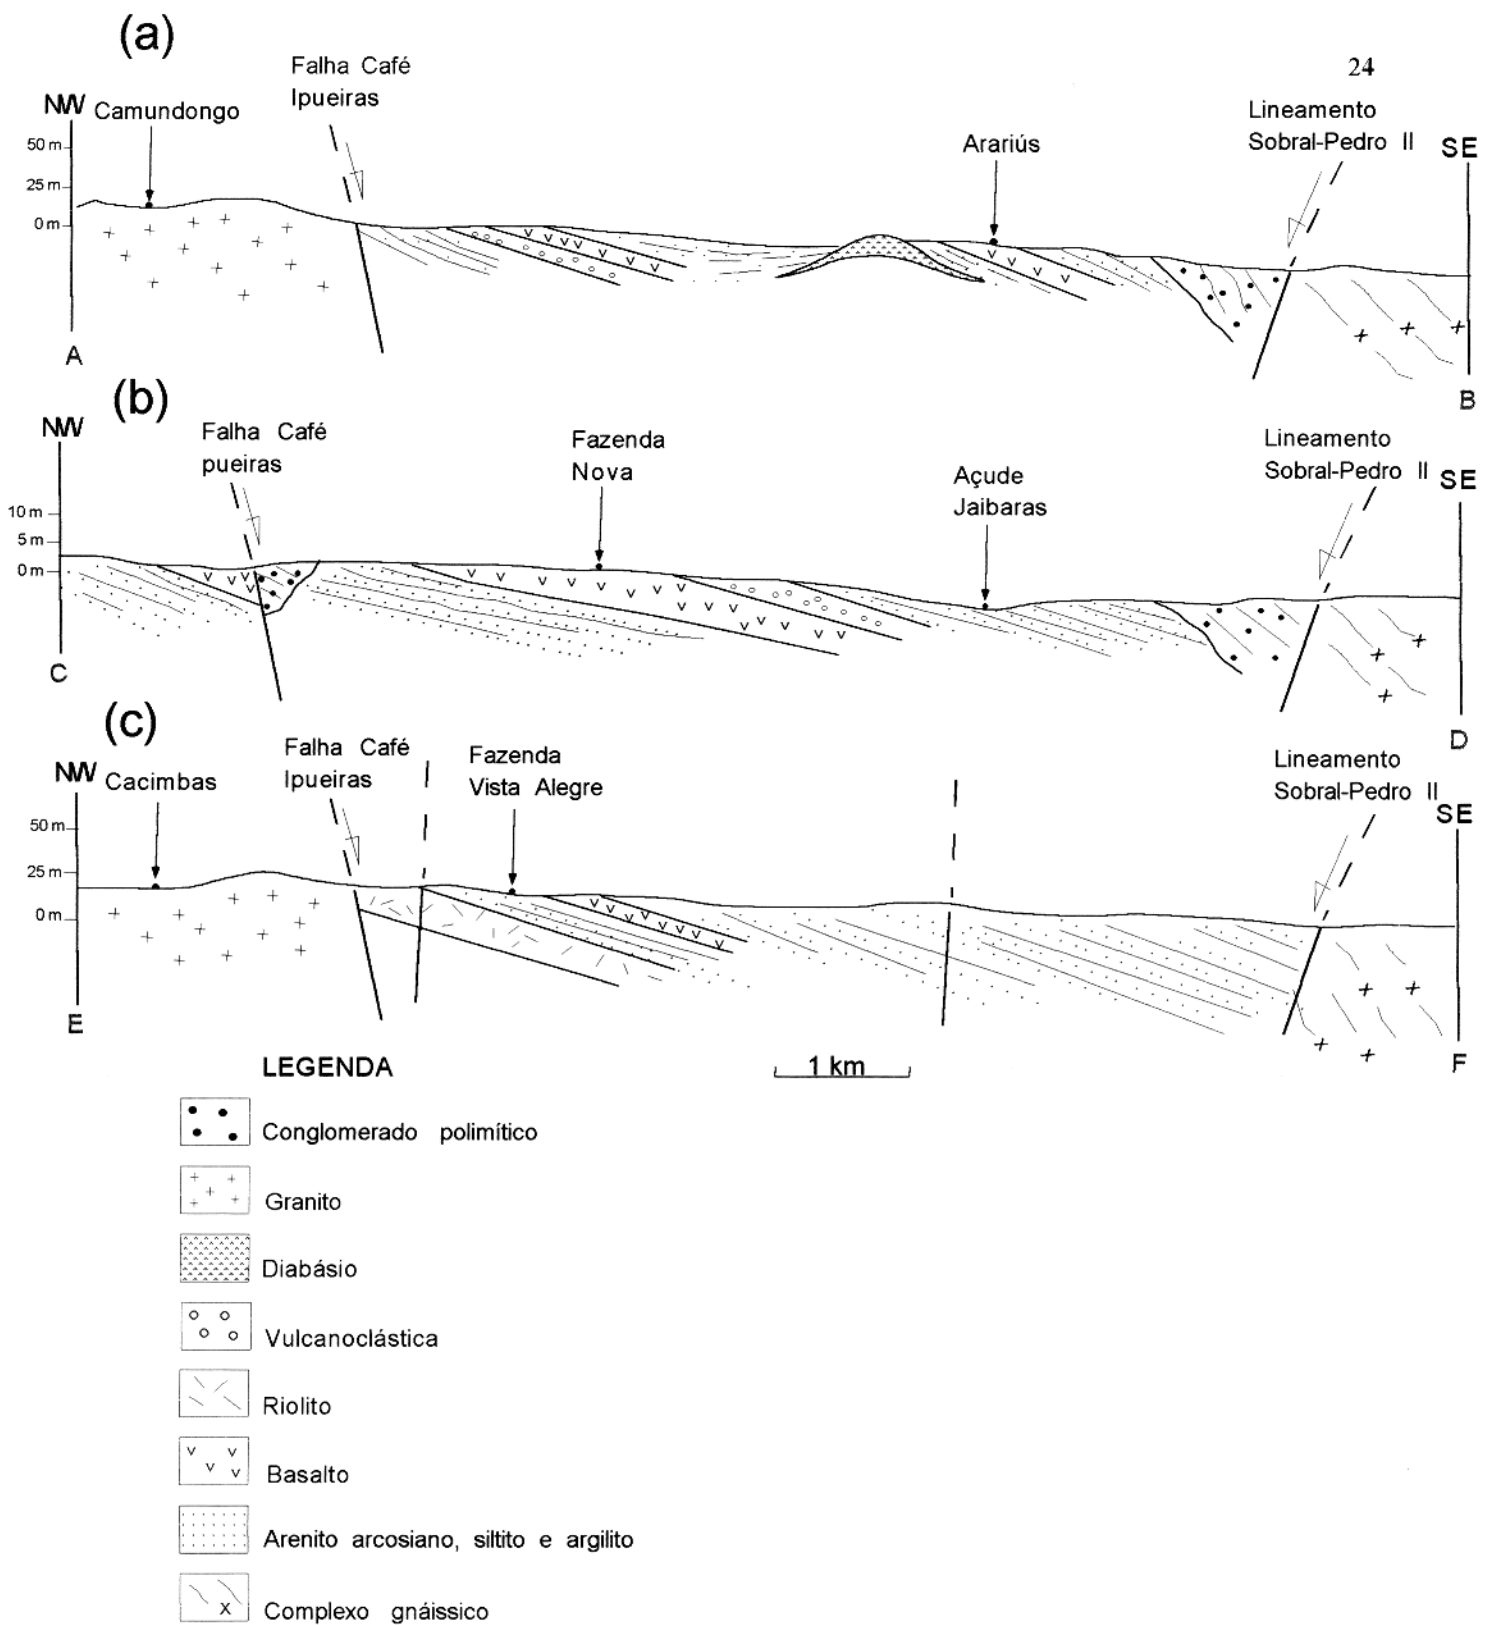 (a)
24
Falha Café
Ipueiras
Lineamento
Sobral-Pedro II
NW
Camundongo
Arariús
SE
50 m
25 m
0 m
A
B
(b)
NW
Falha Café
pueiras
Fazenda
Nova
Açude
Jaibaras
Lineamento
Sobral-Pedro II
SE
10 m
5 m
0 m
C
D
(c)
NW
Cacimbas
Falha Café
Ipueiras
Fazenda
Vista Alegre
Lineamento
Sobral-Pedro II
SE
50 m
25 m
0 m
E
F
LEGENDA
1 km
Conglomerado polimítico
Granito
Diabásio
Vulcanoclástica
Riolito
Basalto
Arenito arcosiano, siltito e argilito
Complexo gnáissico